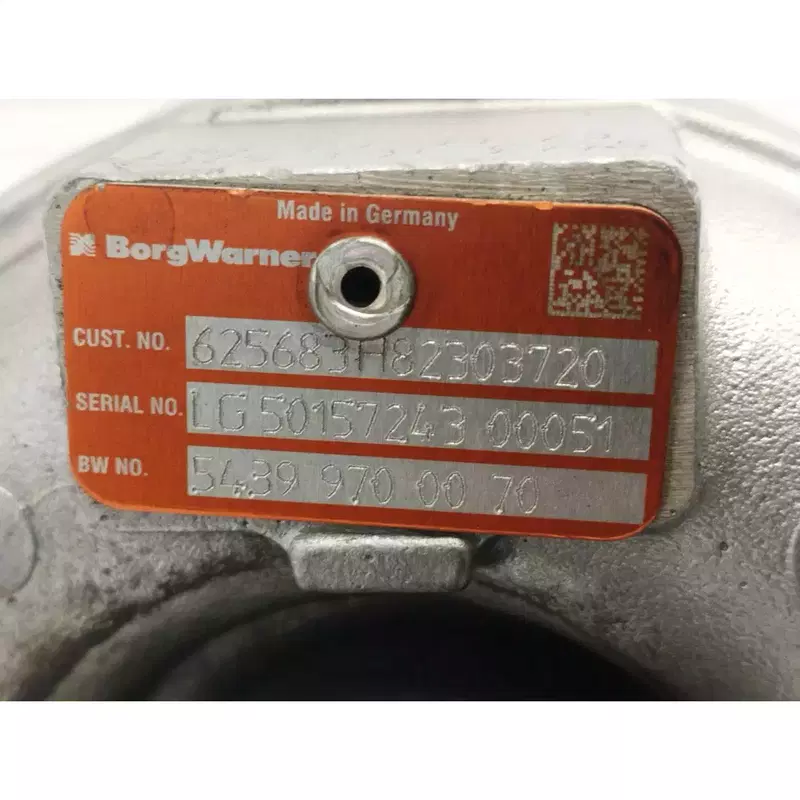 Made in Germany
BorgWarner
CUST. NO. 625683H82303720
SERIAL NO. LG 50157243 00051
BW NO. 5439 970 00 70